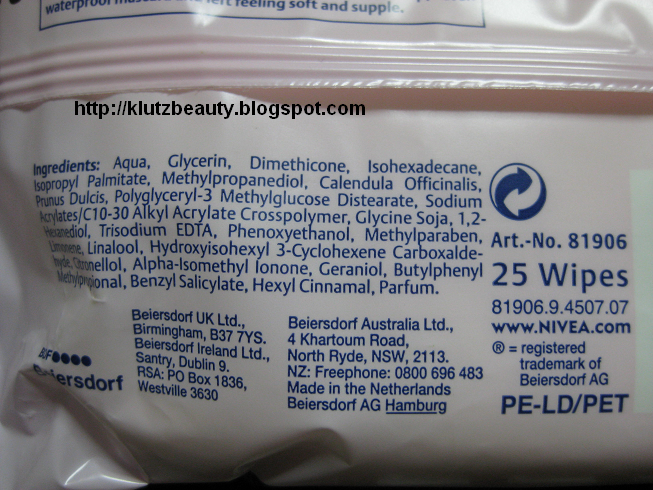 waterproof mascara and left feeling soft and supple.
http://klutzbeauty.blogspot.com
Ingredients: Aqua, Glycerin, Dimethicone, Isohexadecane,
Isopropyl Palmitate, Methylpropanediol, Calendula Officinalis,
Prunus Dulcis, Polyglyceryl-3 Methylglucose Distearate, Sodium
Acrylates/C10-30 Alkyl Acrylate Crosspolymer, Glycine Soja, 1,2-
Hexanediol, Trisodium EDTA, Phenoxyethanol, Methylparaben,
Limonene, Linalool, Hydroxyisohexyl 3-Cyclohexene Carboxalde-
hyde, Citronellol, Alpha-Isomethyl Ionone, Geraniol, Butylphenyl
Methylpropional, Benzyl Salicylate, Hexyl Cinnamal, Parfum.
Art.-No. 81906
25 Wipes
81906.9.4507.07
www.NIVEA.com
® = registered
trademark of
Beiersdorf AG
PE-LD/PET
Beiersdorf UK Ltd.,
Birmingham, B37 7YS.
Beiersdorf Ireland Ltd.,
Santry, Dublin 9.
RSA: PO Box 1836,
Westville 3630
Beiersdorf Australia Ltd.,
4 Khartoum Road,
North Ryde, NSW, 2113.
NZ: Freephone: 0800 696 483
Made in the Netherlands
Beiersdorf AG Hamburg
BDF
Beiersdorf